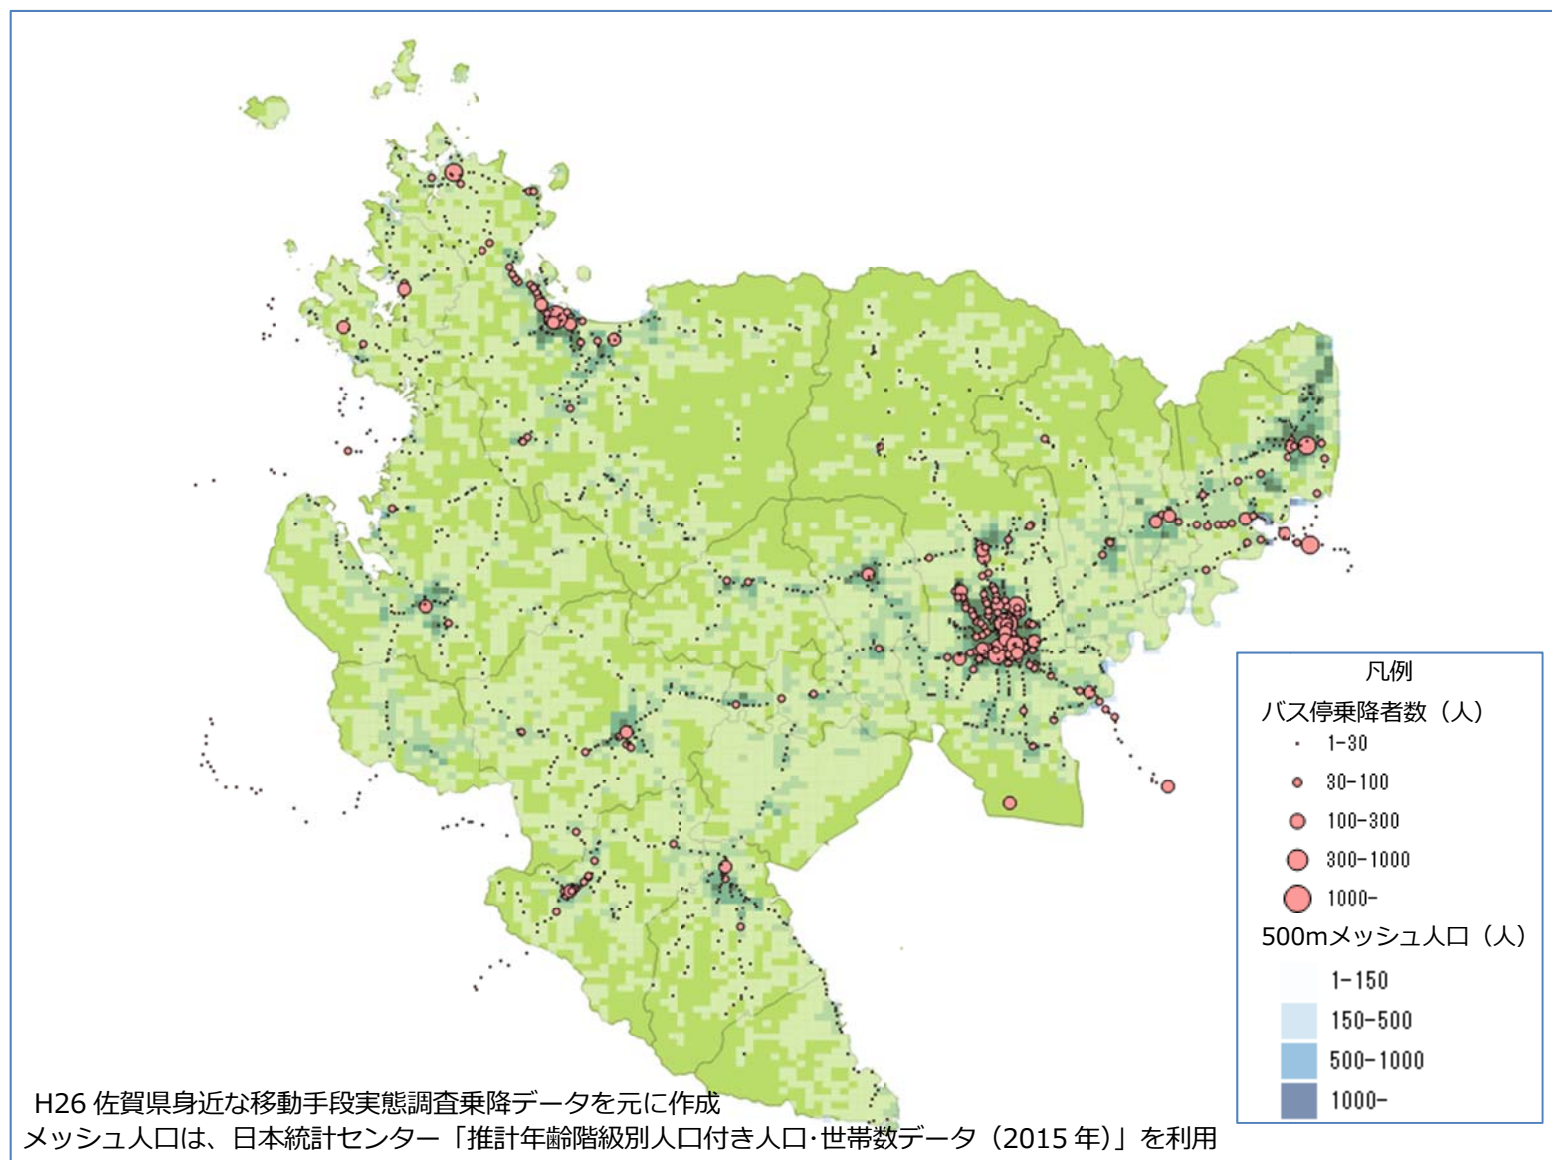 凡例
バス停乗降者数（人）
1-30
30-100
100-300
300-1000
1000-
500mメッシュ人口（人）
1-150
150-500
500-1000
1000-
H26 佐賀県身近な移動手段実態調査乗降データを元に作成
メッシュ人口は、日本統計センター「推計年齢階級別人口付き人口･世帯数データ（2015 年）」を利用